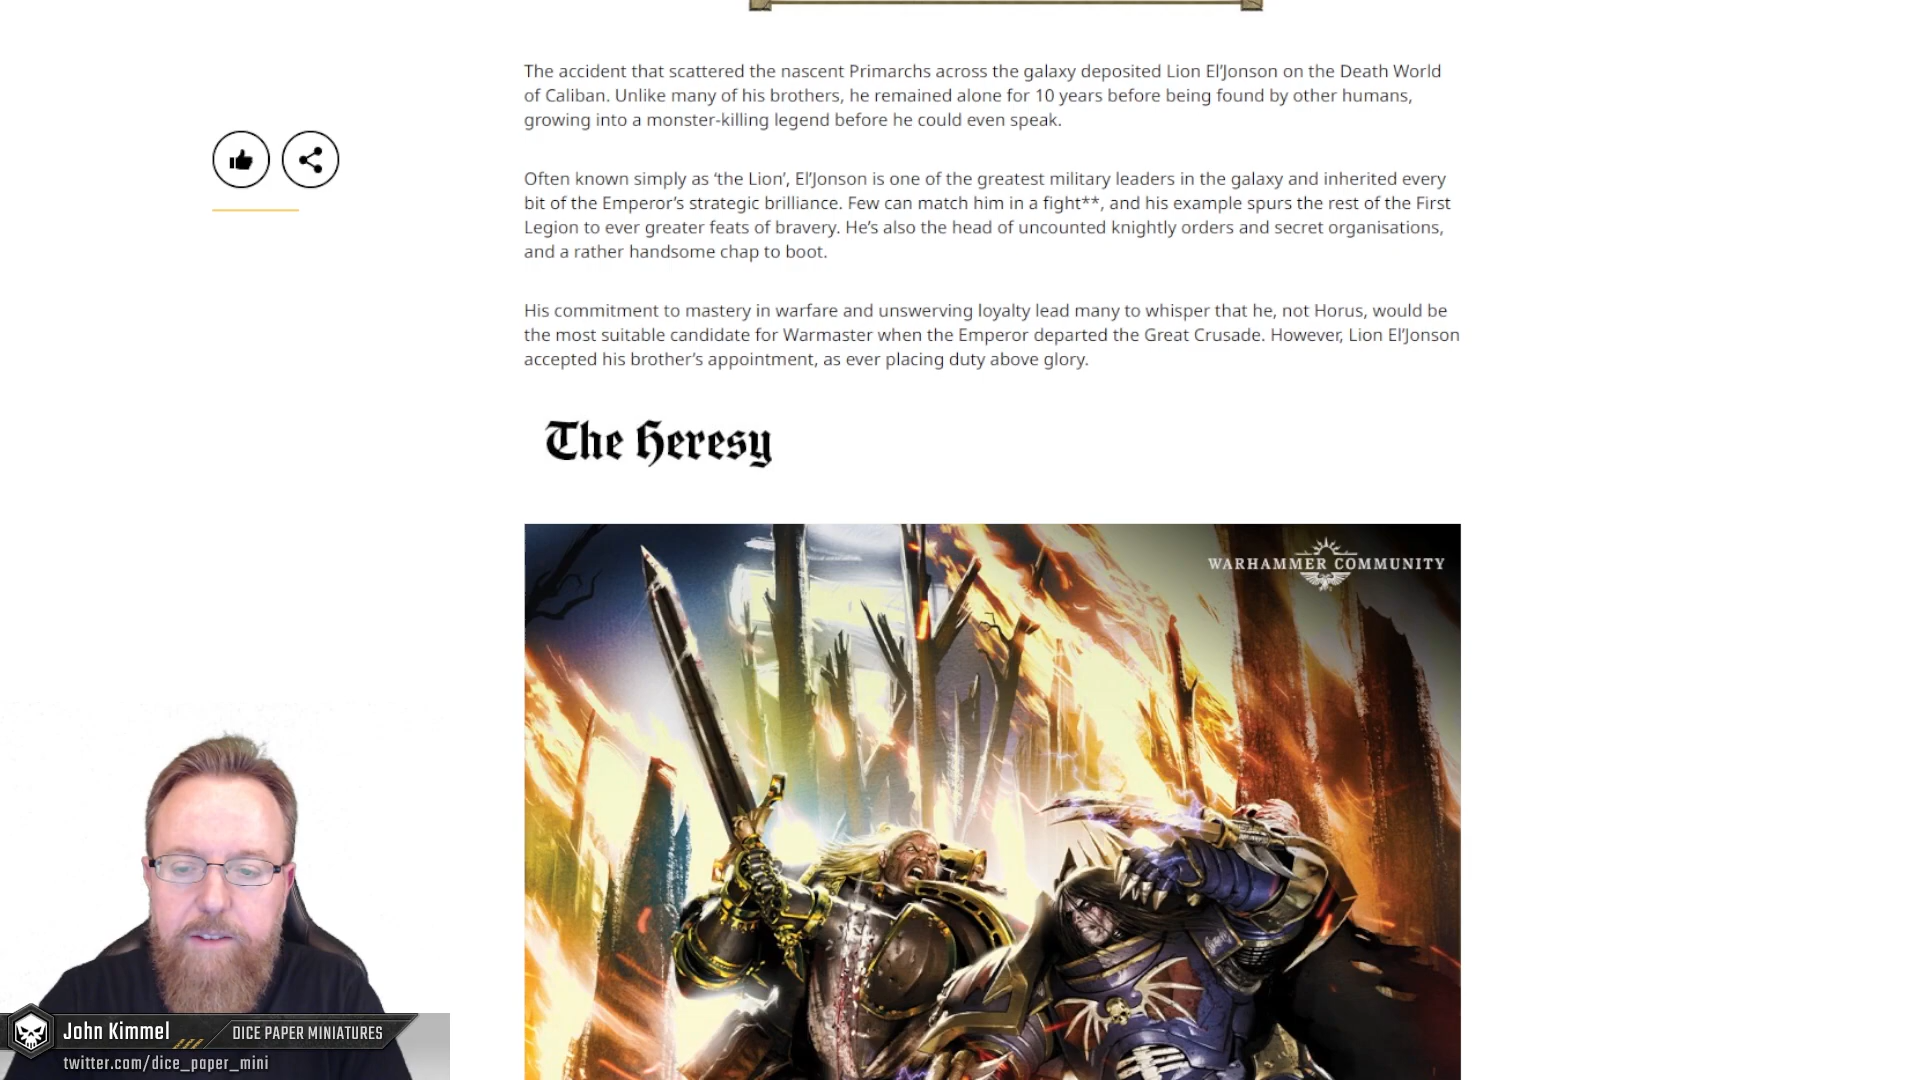 The accident that scattered the nascent Primarchs across the galaxy deposited Lion El’Jonson on the Death World
of Caliban. Unlike many of his brothers, he remained alone for 10 years before being found by other humans,
growing into a monster-killing legend before he could even speak.
Often known simply as ‘the Lion’, El’Jonson is one of the greatest military leaders in the galaxy and inherited every
bit of the Emperor’s strategic brilliance. Few can match him in a fight**, and his example spurs the rest of the First
Legion to ever greater feats of bravery. He’s also the head of uncounted knightly orders and secret organisations,
and a rather handsome chap to boot.
His commitment to mastery in warfare and unswerving loyalty lead many to whisper that he, not Horus, would be
the most suitable candidate for Warmaster when the Emperor departed the Great Crusade. However, Lion El’Jonson
accepted his brother’s appointment, as ever placing duty above glory.
The Heresy
WARHAMMER COMMUNITY
John Kimmel
DICE PAPER MINIATURES
twitter.com/dice_paper_mini